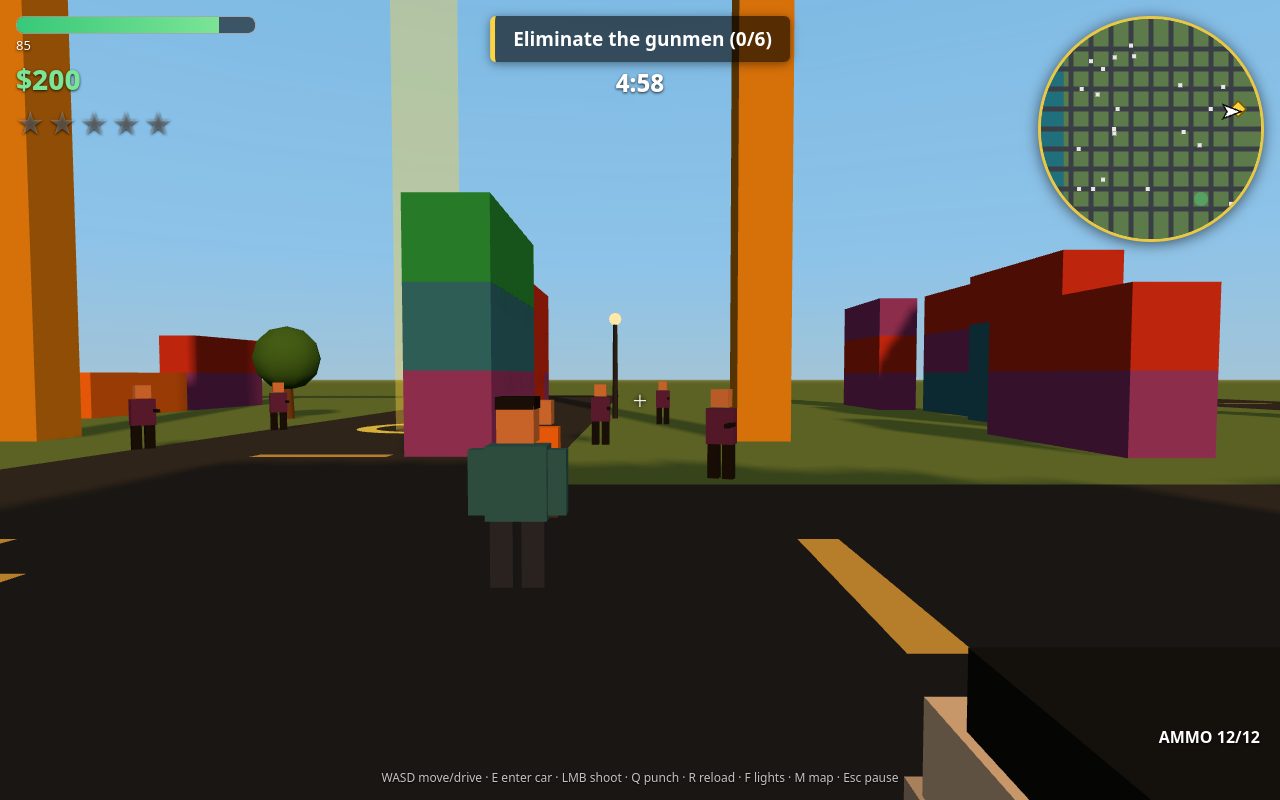 Eliminate the gunmen (0/6)
85
4:58
$200
AMMO 12/12
WASD move/drive · E enter car · LMB shoot · Q punch · R reload · F lights · M map · Esc pause